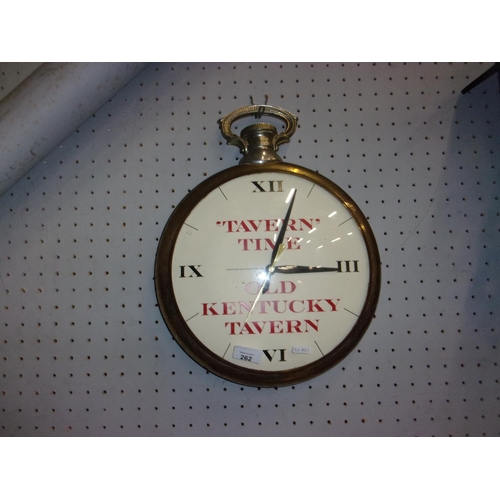 XII
'TAVERN'
TIME
IX
III
'OLD
KENTUCKY
TAVERN
VI
262